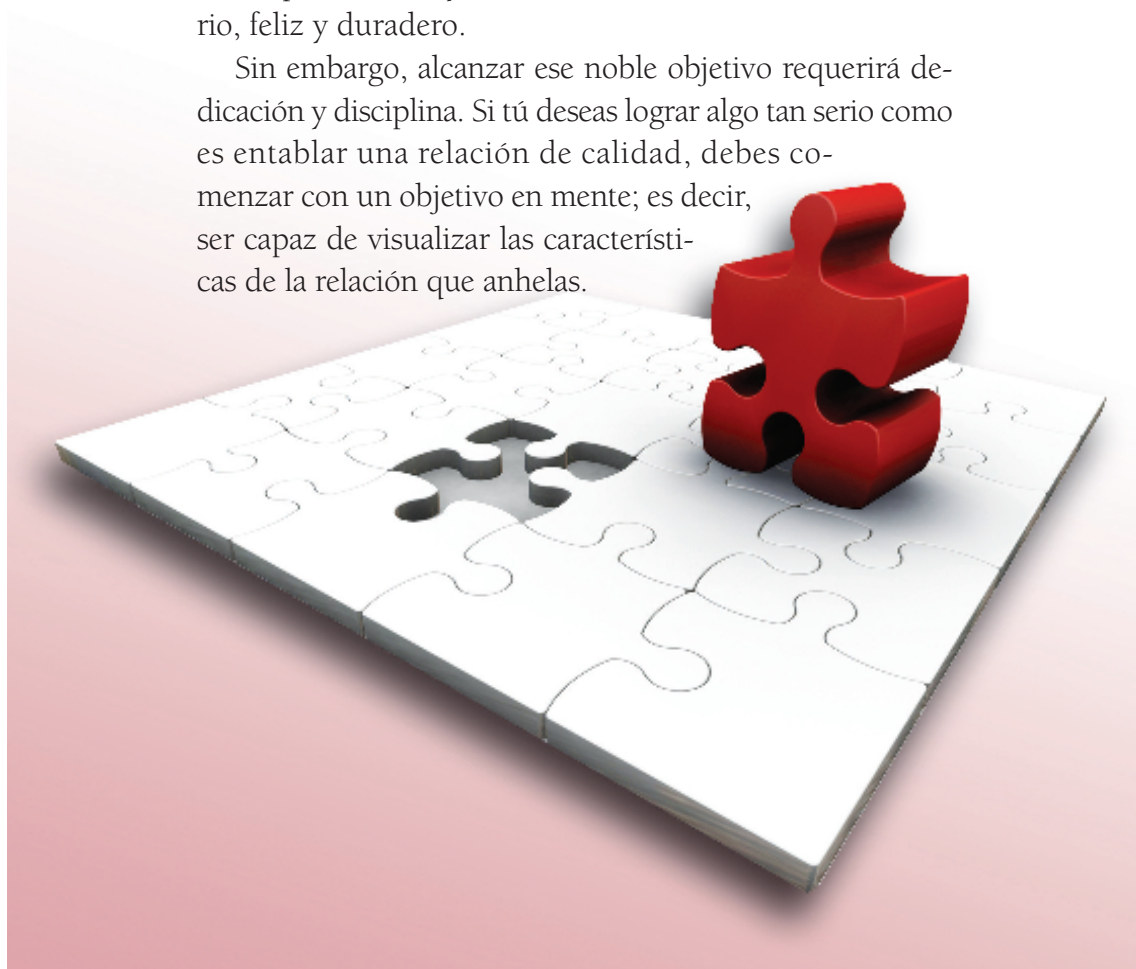 rio, feliz y duradero.
Sin embargo, alcanzar ese noble objetivo requerirá de-
dicación y disciplina. Si tú deseas lograr algo tan serio como
es entablar una relación de calidad, debes co-
menzar con un objetivo en mente; es decir,
ser capaz de visualizar las característi-
cas de la relación que anhelas.